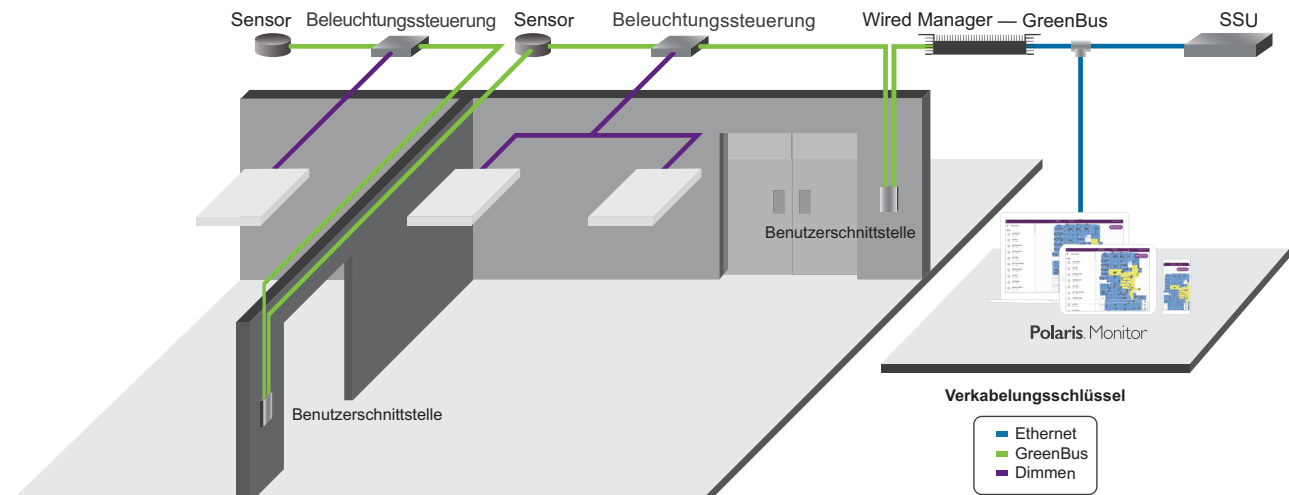 Sensor
Beleuchtungssteuerung
Sensor
Beleuchtungssteuerung
Wired Manager — GreenBus
SSU
Benutzerschnittstelle
Polaris. Monitor
Benutzerschnittstelle
Verkabelungsschlüssel
Ethernet
GreenBus
Dimmen